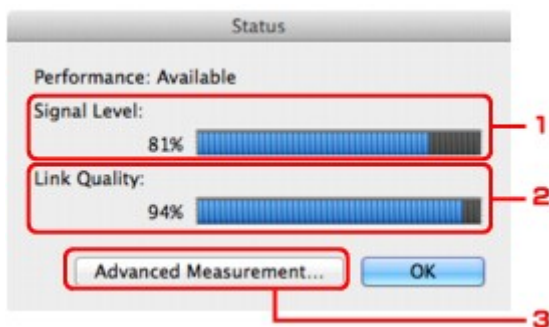 Status
Performance: Available
Signal Level:
81%
1
Link Quality:
94%
2
Advanced Measurement... OK
3